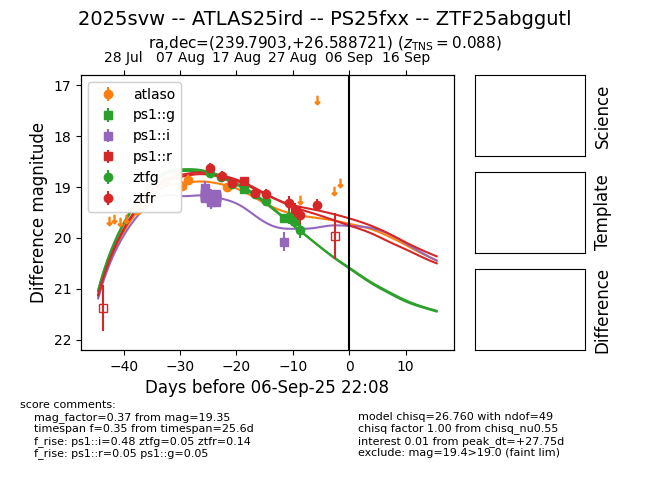 2025svw -- ATLAS25ird -- PS25fxx -- ZTF25abggutl
ra,dec=(239.7903,+26.588721) (z_TNS = 0.088)
28 Jul 07 Aug 17 Aug 27 Aug 06 Sep 16 Sep
17
18
19
20
21
22
Difference magnitude
atlaso
ps1::g
ps1::i
ps1::r
ztfg
ztfr
−40 −30 −20 −10 0 10
Days before 06-Sep-25 22:08
Science
Template
Difference
score comments:
mag_factor=0.37 from mag=19.35
timespan f=0.35 from timespan=25.6d
f_rise: ps1::i=0.48 ztfg=0.05 ztfr=0.14
f_rise: ps1::r=0.05 ps1::g=0.05
model chisq=26.760 with ndof=49
chisq factor 1.00 from chisq_nu0.55
interest 0.01 from peak_dt=+27.75d
exclude: mag=19.4>19.0 (faint lim)